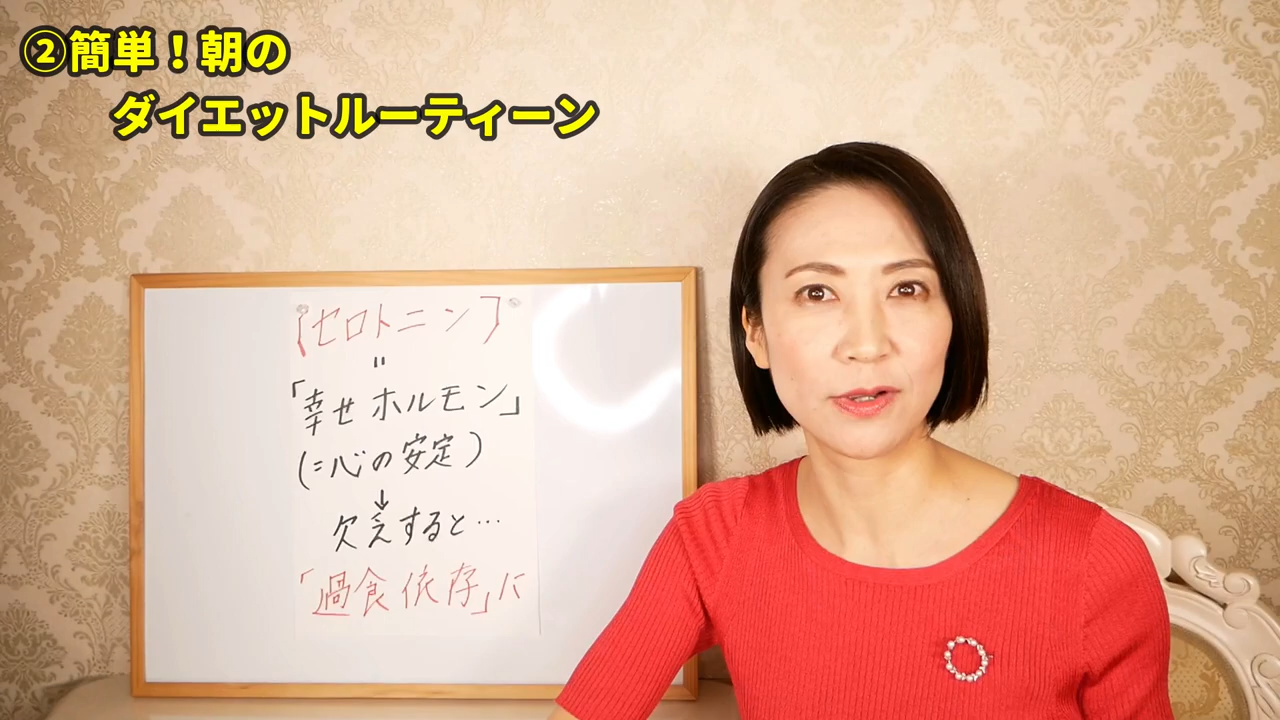 ②簡単！朝の
ダイエットルーティーン
[セロトニン]
=
「幸せホルモン」
(=心の安定)
↓
欠乏すると…
「過食依存」に